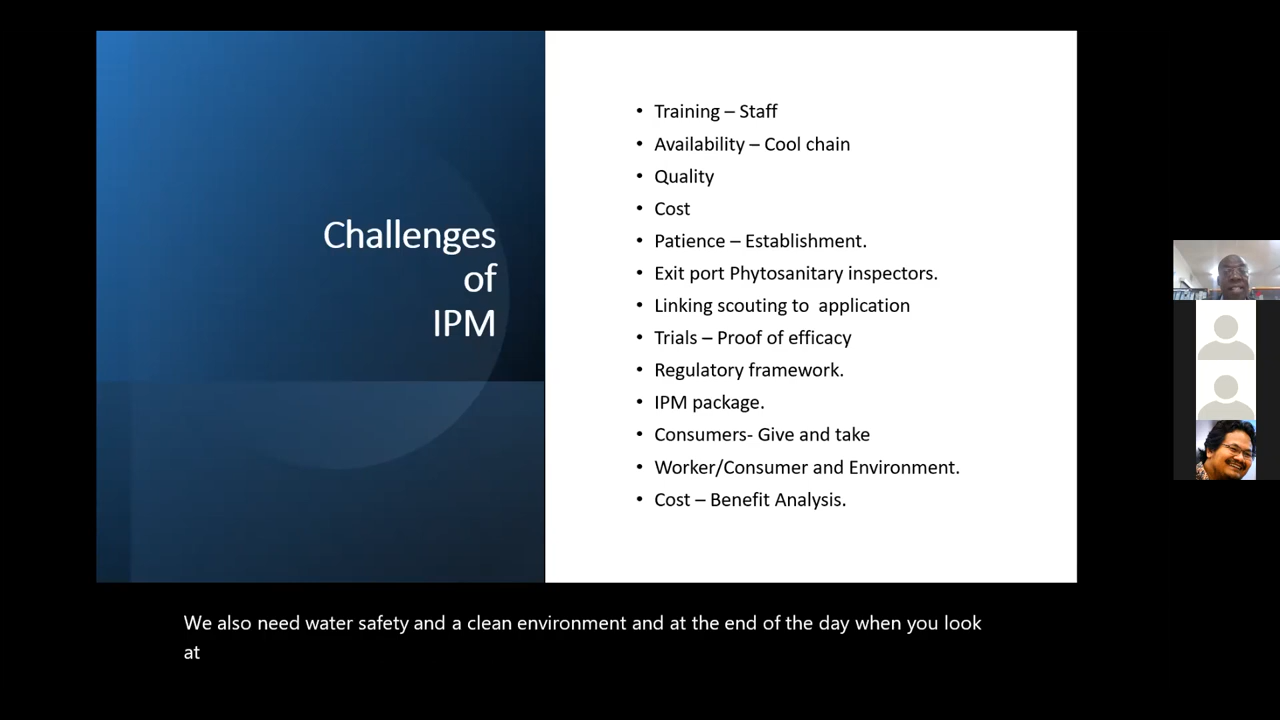 Challenges
of
IPM
• Training – Staff
• Availability – Cool chain
• Quality
• Cost
• Patience – Establishment.
• Exit port Phytosanitary inspectors.
• Linking scouting to  application
• Trials – Proof of efficacy
• Regulatory framework.
• IPM package.
• Consumers- Give and take
• Worker/Consumer and Environment.
• Cost – Benefit Analysis.
We also need water safety and a clean environment and at the end of the day when you look
at